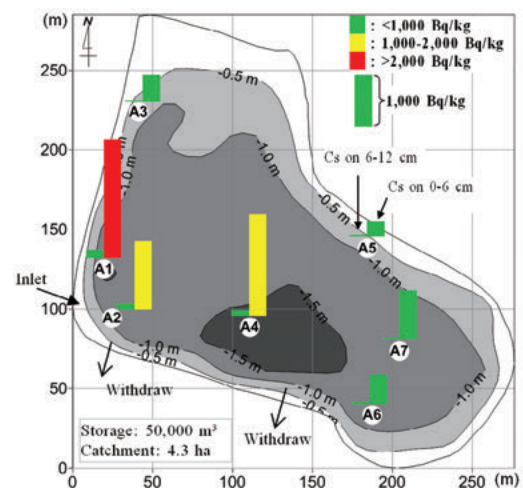 (m)
N
: <1,000 Bq/kg
: 1,000-2,000 Bq/kg
: >2,000 Bq/kg
1,000 Bq/kg
250
200
150
100
50
0
-0.5 m
-1.0 m
A3
-1.0 m
Cs on 6-12 cm
Cs on 0-6 cm
-0.5 m
A5
-1.0 m
A1
Inlet
A2
-1.5 m
A4
A7
-1.0 m
-0.5 m
-1.5 m
-1.0 m
-0.5 m
-1.0 m
A6
Withdraw
Withdraw
Storage: 50,000 m³
Catchment: 4.3 ha
0 50 100 150 200 250 (m)